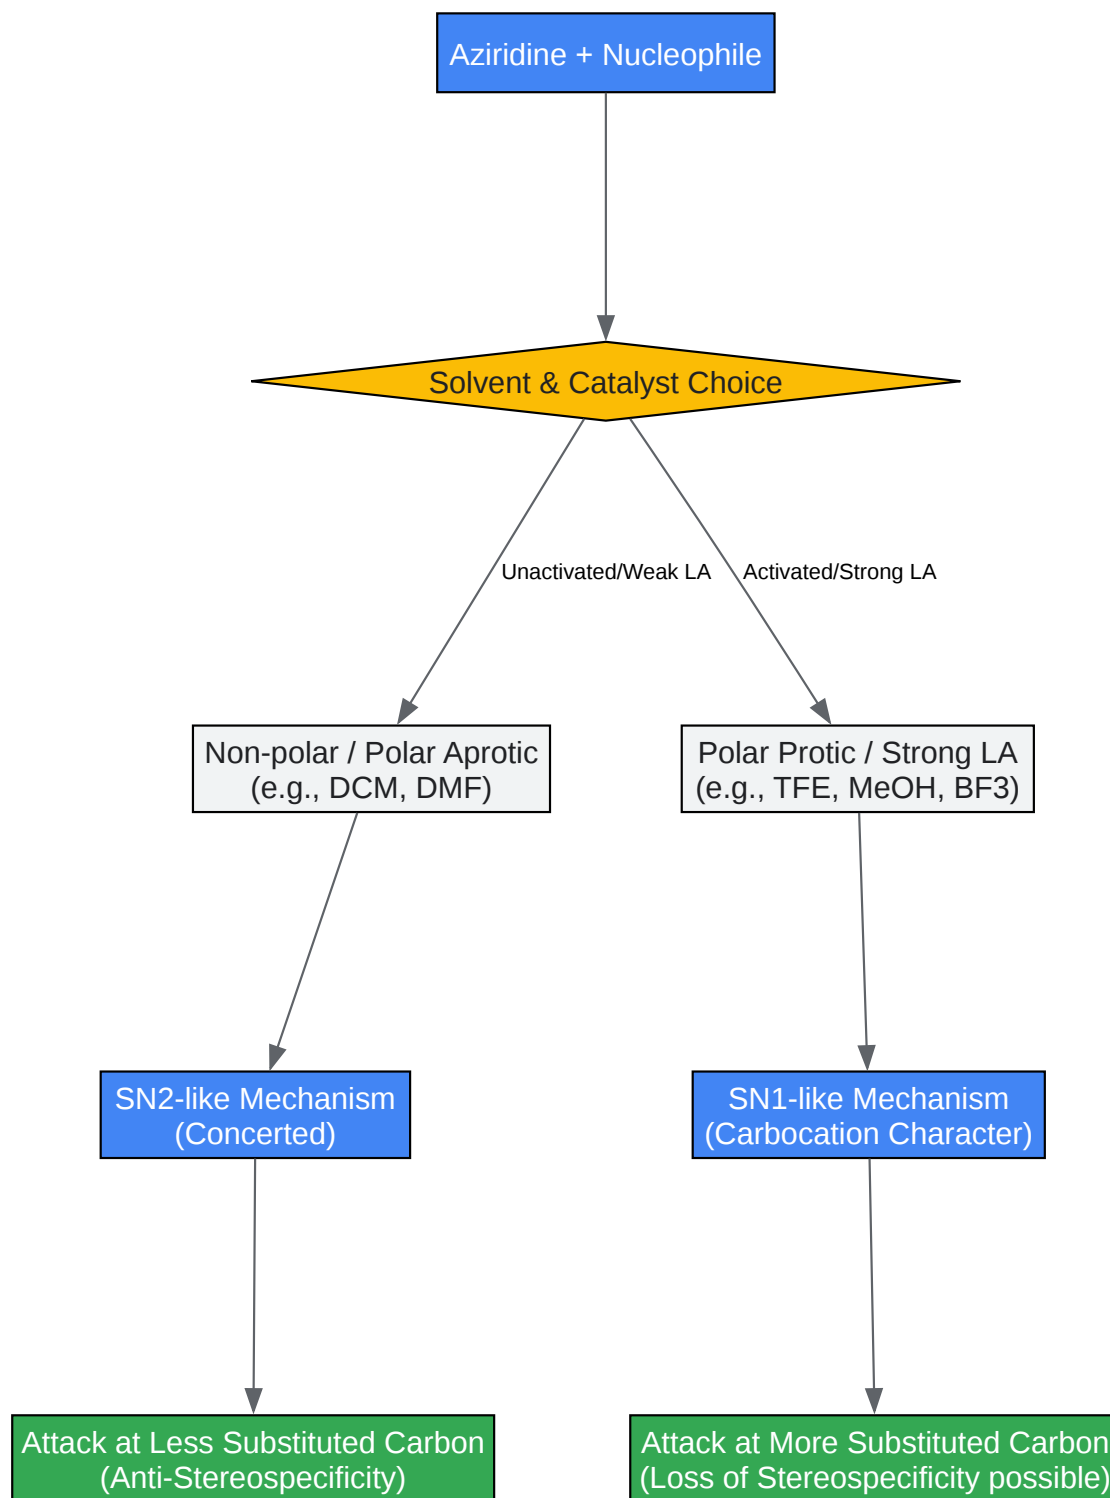 Aziridine + Nucleophile
Solvent & Catalyst Choice
Unactivated/Weak LA
Activated/Strong LA
Non-polar / Polar Aprotic
(e.g., DCM, DMF)
Polar Protic / Strong LA
(e.g., TFE, MeOH, BF3)
SN2-like Mechanism
(Concerted)
SN1-like Mechanism
(Carbocation Character)
Attack at Less Substituted Carbon
(Anti-Stereospecificity)
Attack at More Substituted Carbon
(Loss of Stereospecificity possible)